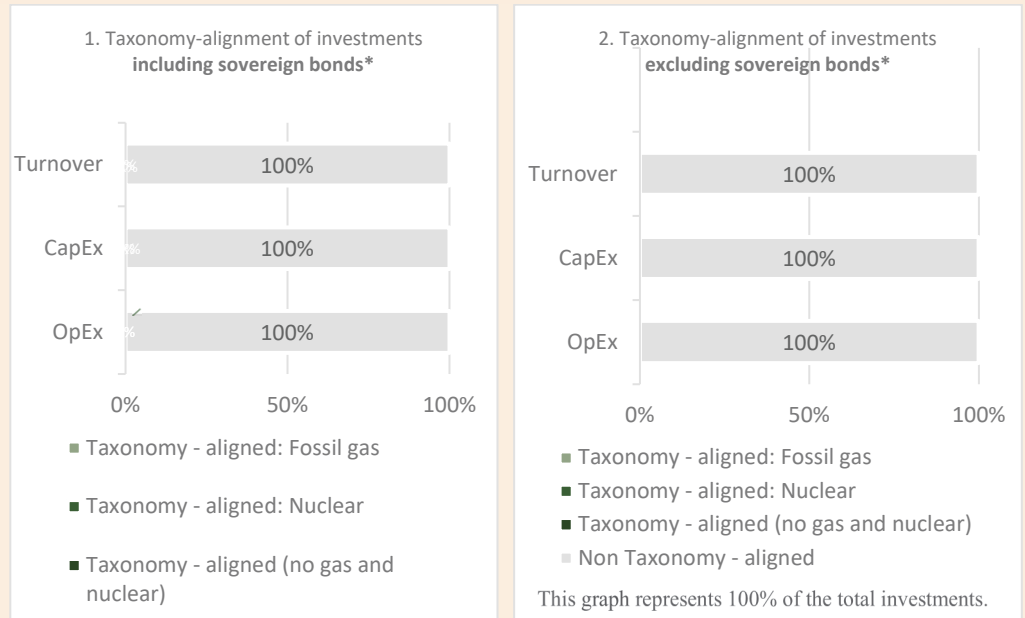 1. Taxonomy-alignment of investments
including sovereign bonds*
Turnover
100%
CapEx
100%
OpEx
100%
0%
50%
100%
Taxonomy - aligned: Fossil gas
Taxonomy - aligned: Nuclear
Taxonomy - aligned (no gas and
nuclear)
2. Taxonomy-alignment of investments
excluding sovereign bonds*
Turnover
100%
CapEx
100%
OpEx
100%
0%
50%
100%
Taxonomy - aligned: Fossil gas
Taxonomy - aligned: Nuclear
Taxonomy - aligned (no gas and nuclear)
Non Taxonomy - aligned
This graph represents 100% of the total investments.